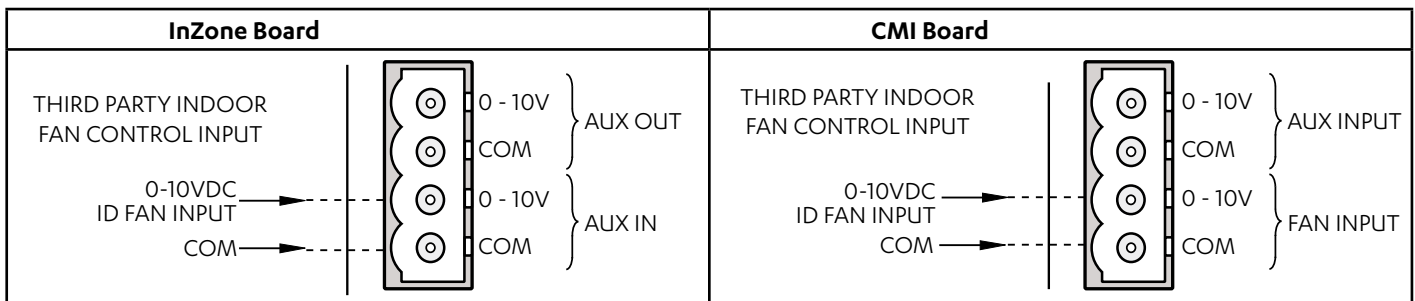 InZone Board
THIRD PARTY INDOOR
FAN CONTROL INPUT
0 - 10V
COM
AUX OUT
0-10VDC
ID FAN INPUT
COM
0 - 10V
COM
AUX IN
CMI Board
THIRD PARTY INDOOR
FAN CONTROL INPUT
0 - 10V
COM
AUX INPUT
0-10VDC
ID FAN INPUT
COM
0 - 10V
COM
FAN INPUT